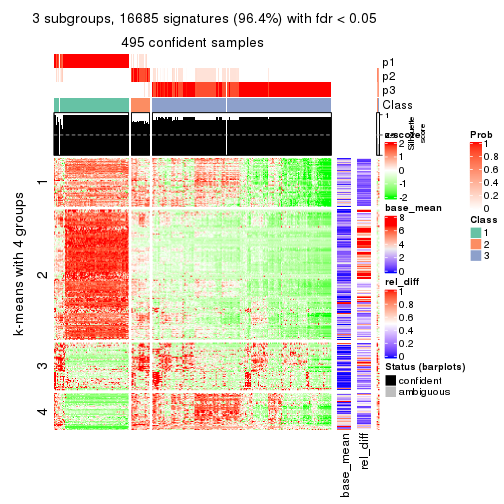 3 subgroups, 16685 signatures (96.4%) with fdr < 0.05
495 confident samples
p1
p2
p3
Class
1
Silhouette
score
k-means with 4 groups
1
2
3
4
base_mean
rel_diff
z-score
2
1
0
-1
-2
base_mean
8
6
4
2
0
rel_diff
1
0.8
0.6
0.4
0.2
0
Status (barplots)
confident
ambiguous
Prob
1
0.8
0.6
0.4
0.2
0
Class
1
2
3